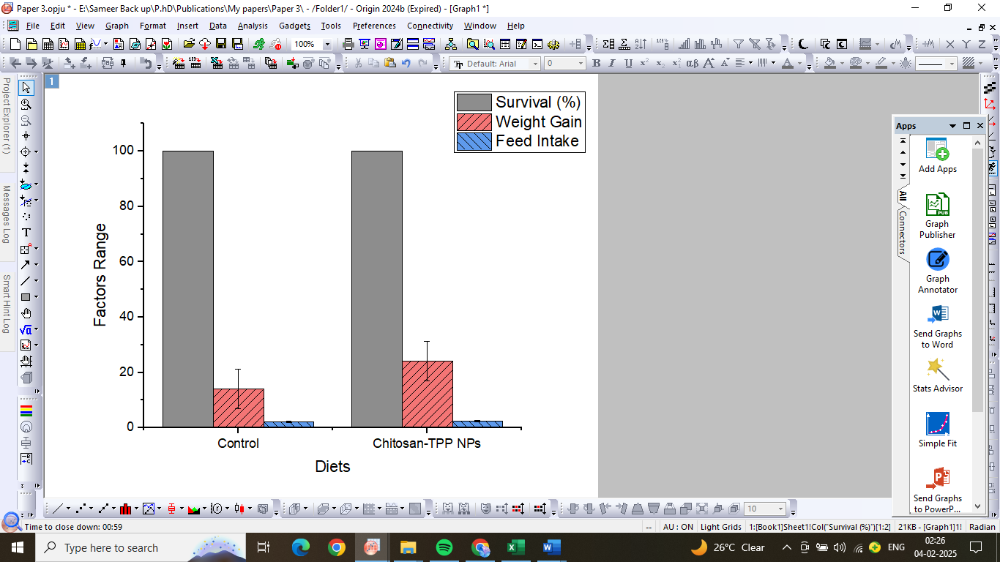 Paper 3.opju * - E:\Sameer Back up\P.hD\Publications\My papers\Paper 3\ - /Folder1/ - Origin 2024b (Expired) - [Graph1 *]
File Edit View Graph Format Insert Data Analysis Gadgets Tools Preferences Connectivity Window Help
100%
Default: Arial 0 B I U αβ A A A
Project Explorer (1)
Messages Log
Smart Hint Log
1
Survival (%)
Weight Gain
Feed Intake
Factors Range
100
80
60
40
20
0
Control Chitosan-TPP NPs
Diets
Apps
All
Connectors
Add Apps
Graph
Publisher
Graph
Annotator
Send Graphs
to Word
Stats Advisor
Simple Fit
Send Graphs
to PowerP...
10
Time to close down: 00:59
-- AU : ON Light Grids 1:[Book1]Sheet1!Col("Survival (%)")[1:2] 21KB - [Graph1]1! Radian
Type here to search
26°C Clear
ENG
02:26
04-02-2025